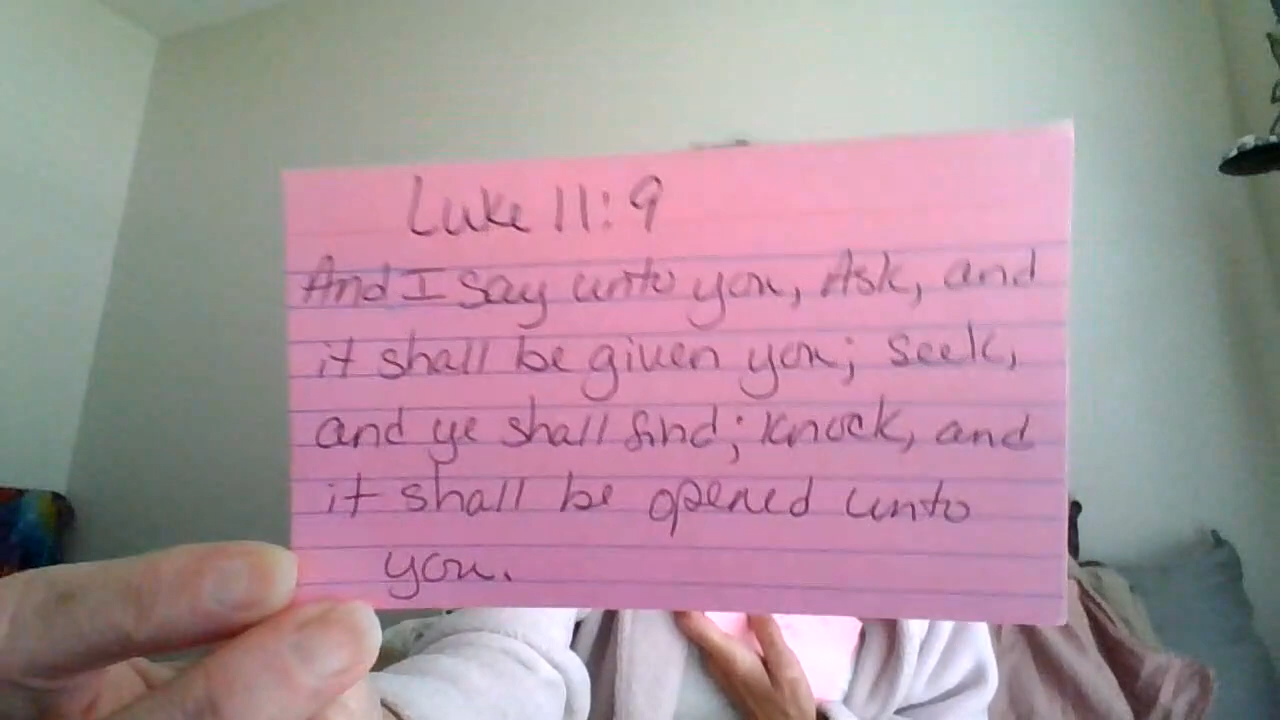 Luke 11:9
And I say unto you, Ask, and
it shall be given you; seek,
and ye shall find; knock, and
it shall be opened unto
you.